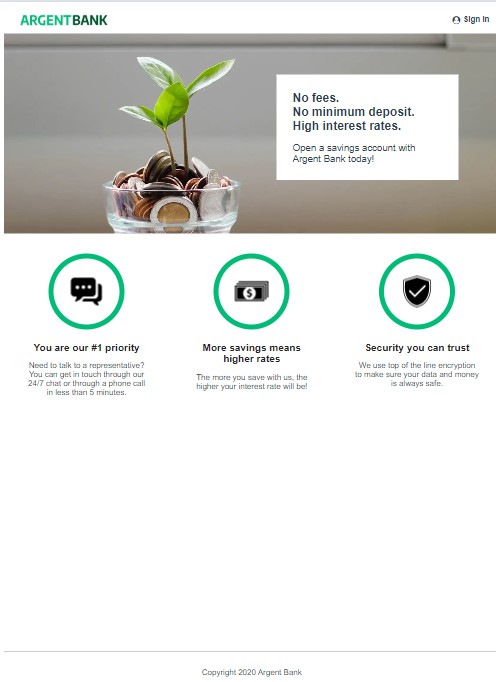 ARGENTBANK
Sign In
No fees.
No minimum deposit.
High interest rates.
Open a savings account with
Argent Bank today!
You are our #1 priority
Need to talk to a representative?
You can get in touch through our
24/7 chat or through a phone call
in less than 5 minutes.
More savings means
higher rates
The more you save with us, the
higher your interest rate will be!
Security you can trust
We use top of the line encryption
to make sure your data and money
is always safe.
Copyright 2020 Argent Bank